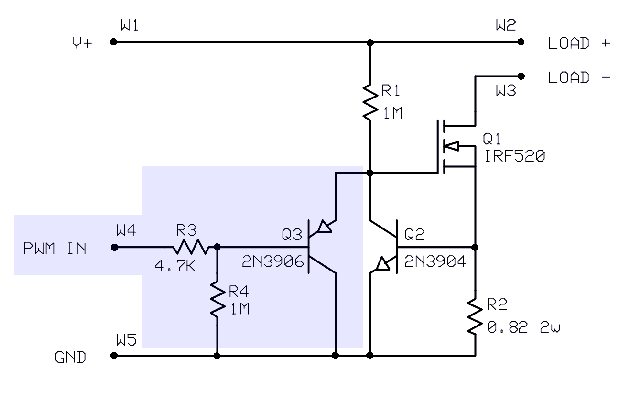 W1
W2
V+
LOAD +
LOAD -
W3
R1
1M
Q1
IRF520
W4
R3
Q3
Q2
PWM IN
4.7K
2N3906
2N3904
R4
1M
R2
0.82 2w
W5
GND